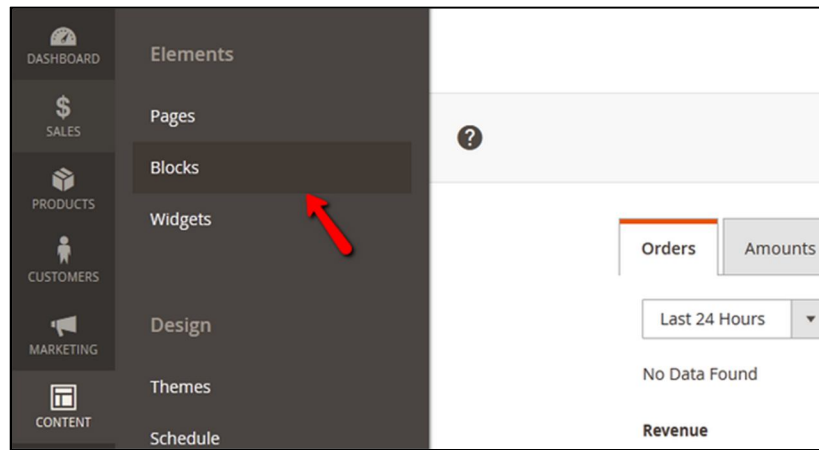 DASHBOARD
SALES
PRODUCTS
CUSTOMERS
MARKETING
CONTENT
Elements
Pages
Blocks
Widgets
Design
Themes
Schedule
?
Orders
Amounts
Last 24 Hours
No Data Found
Revenue